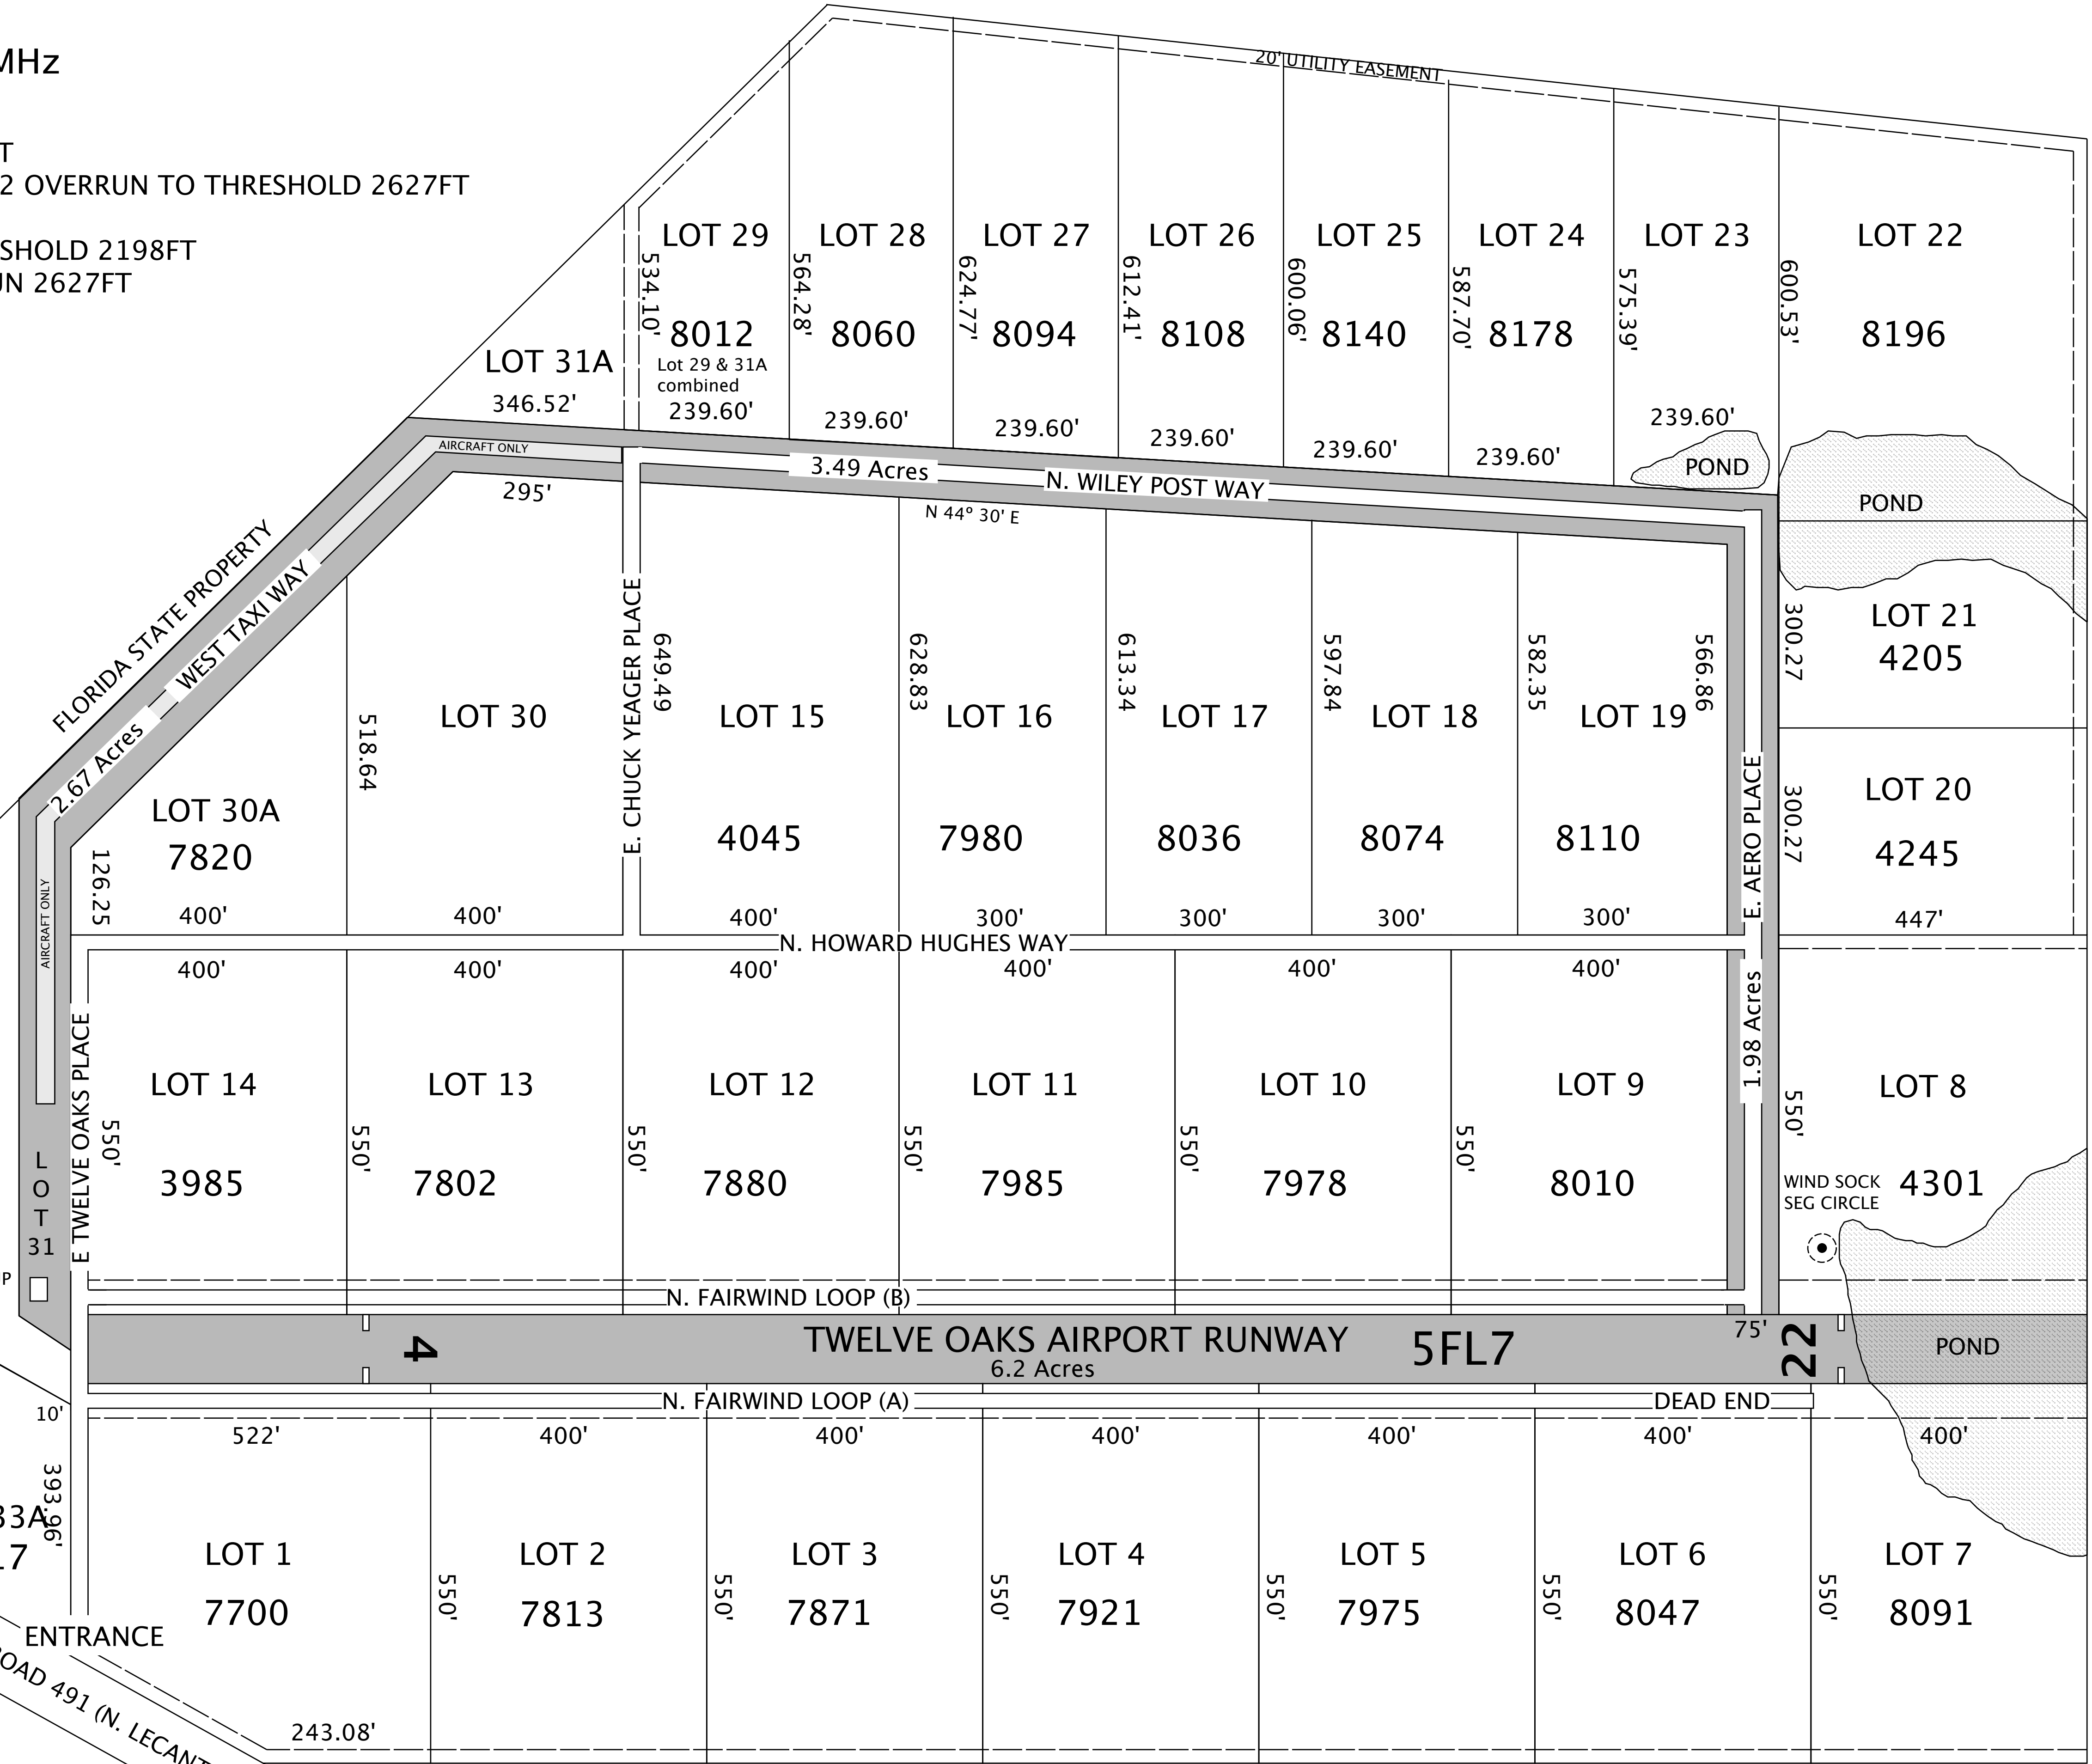 MHz
T
2 OVERRUN TO THRESHOLD 2627FT
SHOLD 2198FT
UN 2627FT
20' UTILITY EASEMENT
LOT 29
534.10'
8012
Lot 29 & 31A
combined
239.60'
LOT 28
564.28'
8060
239.60'
LOT 27
624.77'
8094
239.60'
LOT 26
612.41'
8108
239.60'
LOT 25
600.06'
8140
239.60'
LOT 24
587.70'
8178
239.60'
LOT 23
575.39'
239.60'
POND
LOT 22
600.53'
8196
POND
LOT 31A
346.52'
AIRCRAFT ONLY
3.49 Acres
N. WILEY POST WAY
N 44° 30' E
295'
FLORIDA STATE PROPERTY
WEST TAXI WAY
2.67 Acres
AIRCRAFT ONLY
LOT 30A
7820
126.25
400'
LOT 30
518.64
400'
E. CHUCK YEAGER PLACE
LOT 15
649.49
4045
400'
LOT 16
628.83
7980
300'
LOT 17
613.34
8036
300'
LOT 18
597.84
8074
300'
LOT 19
582.35
566.86
8110
300'
E. AERO PLACE
LOT 21
300.27
4205
LOT 20
300.27
4245
447'
N. HOWARD HUGHES WAY
400'
400'
400'
400'
400'
400'
E TWELVE OAKS PLACE
LOT 14
550'
3985
LOT 13
550'
7802
LOT 12
550'
7880
LOT 11
550'
7985
LOT 10
550'
7978
LOT 9
550'
8010
1.98 Acres
LOT 8
550'
4301
WIND SOCK
SEG CIRCLE
L
O
T
31
P
N. FAIRWIND LOOP (B)
4
TWELVE OAKS AIRPORT RUNWAY
5FL7
6.2 Acres
75'
22
POND
N. FAIRWIND LOOP (A)
DEAD END
10'
522'
400'
400'
400'
400'
400'
400'
393.96'
33A
17
LOT 1
7700
LOT 2
550'
7813
LOT 3
550'
7871
LOT 4
550'
7921
LOT 5
550'
7975
LOT 6
550'
8047
LOT 7
550'
8091
ENTRANCE
OAD 491 (N. LECANT
243.08'